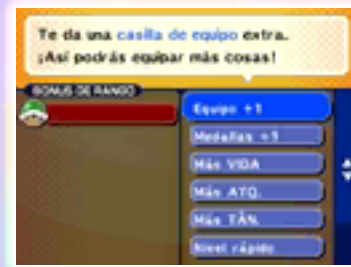 Te da una casilla de equipo extra.
¡Así podrás equipar más cosas!
BONUS DE RANGO
Equipo +1
Medallas +1
Más VIDA
Más ATQ.
Más TÁN.
Nivel rápido